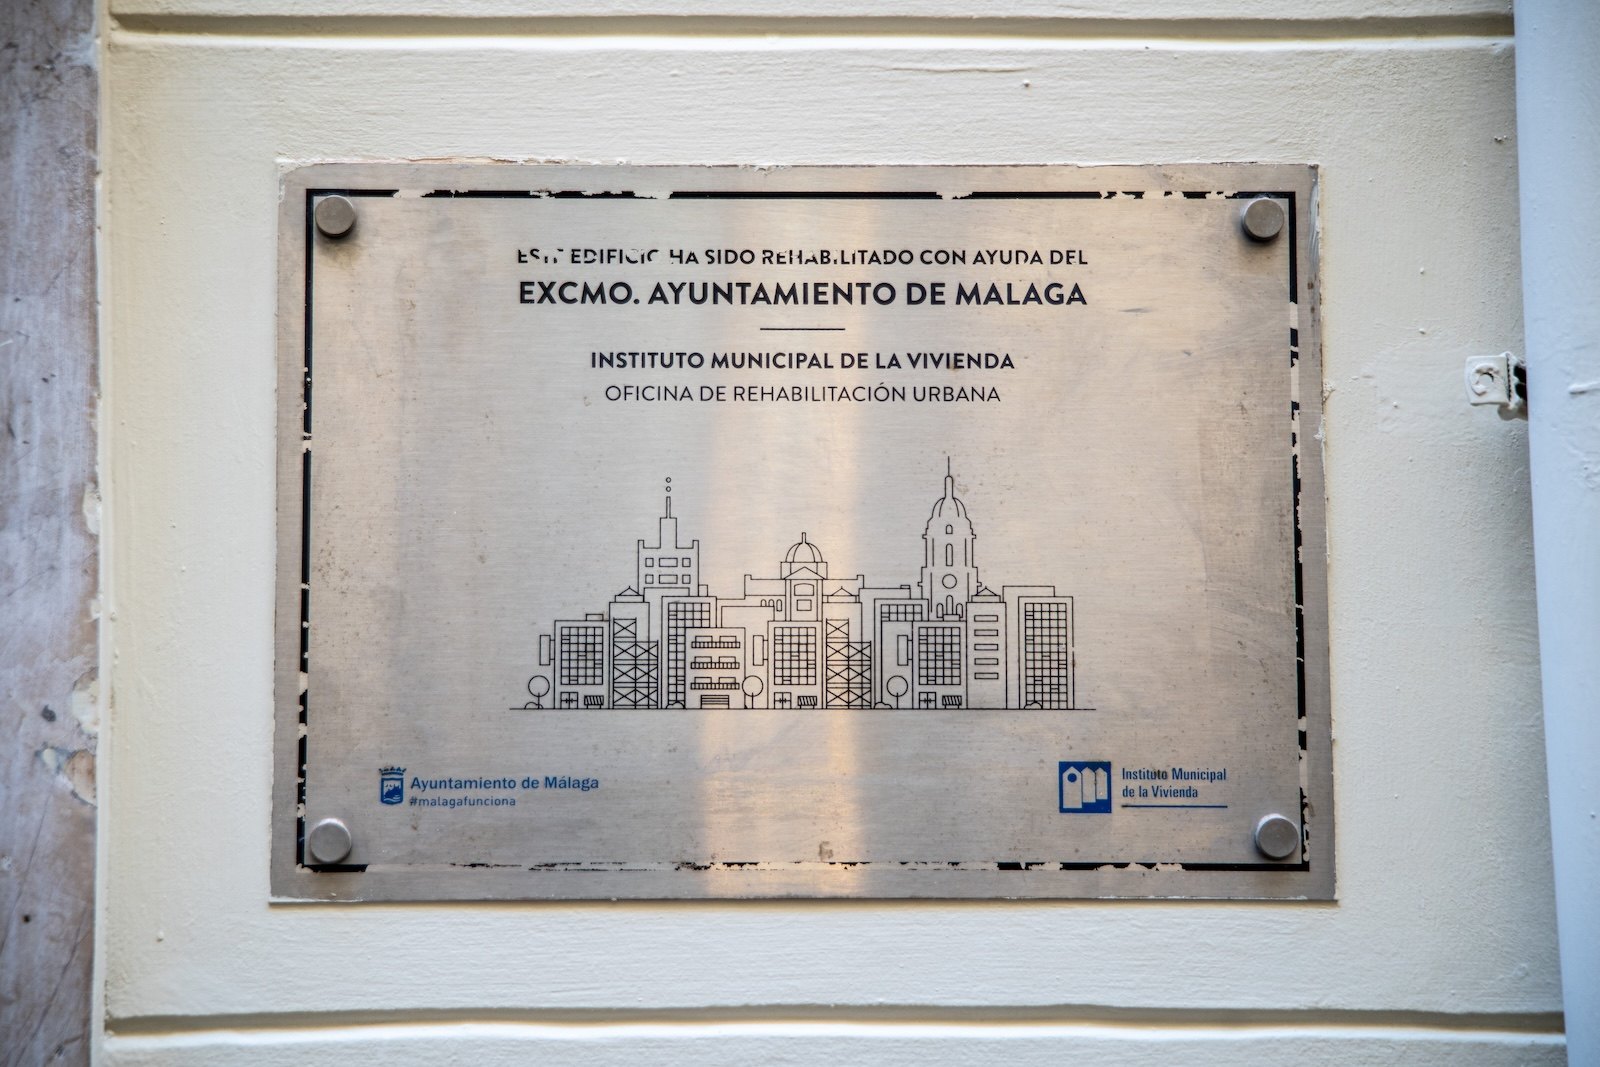 ESTE EDIFICIO HA SIDO REHABILITADO CON AYUDA DEL
EXCMO. AYUNTAMIENTO DE MALAGA
INSTITUTO MUNICIPAL DE LA VIVIENDA
OFICINA DE REHABILITACIÓN URBANA
Ayuntamiento de Málaga
#malagafunciona
Instituto Municipal
de la Vivienda